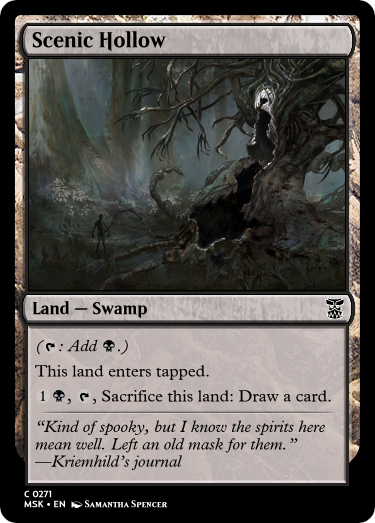 Scenic Hollow
Land — Swamp
(: Add .)
This land enters tapped.
1 , , Sacrifice this land: Draw a card.
“Kind of spooky, but I know the spirits here
mean well. Left an old mask for them.”
—Kriemhild's journal
C 0271
MSK • EN Samantha Spencer